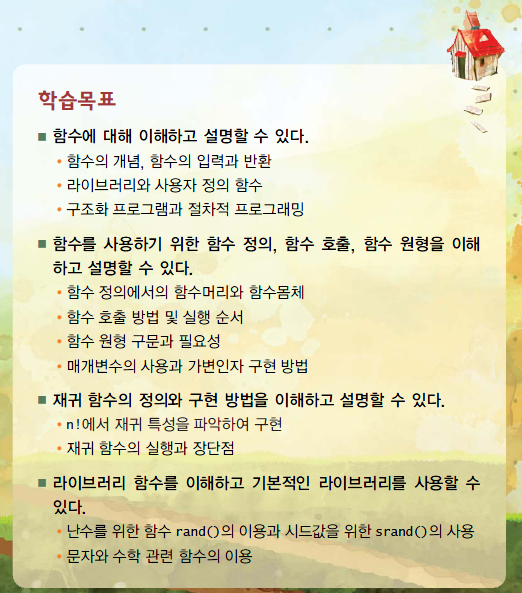 학습목표
■ 함수에 대해 이해하고 설명할 수 있다.
• 함수의 개념, 함수의 입력과 반환
• 라이브러리와 사용자 정의 함수
• 구조화 프로그램과 절차적 프로그래밍
■ 함수를 사용하기 위한 함수 정의, 함수 호출, 함수 원형을 이해
하고 설명할 수 있다.
• 함수 정의에서의 함수머리와 함수몸체
• 함수 호출 방법 및 실행 순서
• 함수 원형 구문과 필요성
• 매개변수의 사용과 가변인자 구현 방법
■ 재귀 함수의 정의와 구현 방법을 이해하고 설명할 수 있다.
• n!에서 재귀 특성을 파악하여 구현
• 재귀 함수의 실행과 장단점
■ 라이브러리 함수를 이해하고 기본적인 라이브러리를 사용할 수
있다.
• 난수를 위한 함수 rand()의 이용과 시드값을 위한 srand()의 사용
• 문자와 수학 관련 함수의 이용